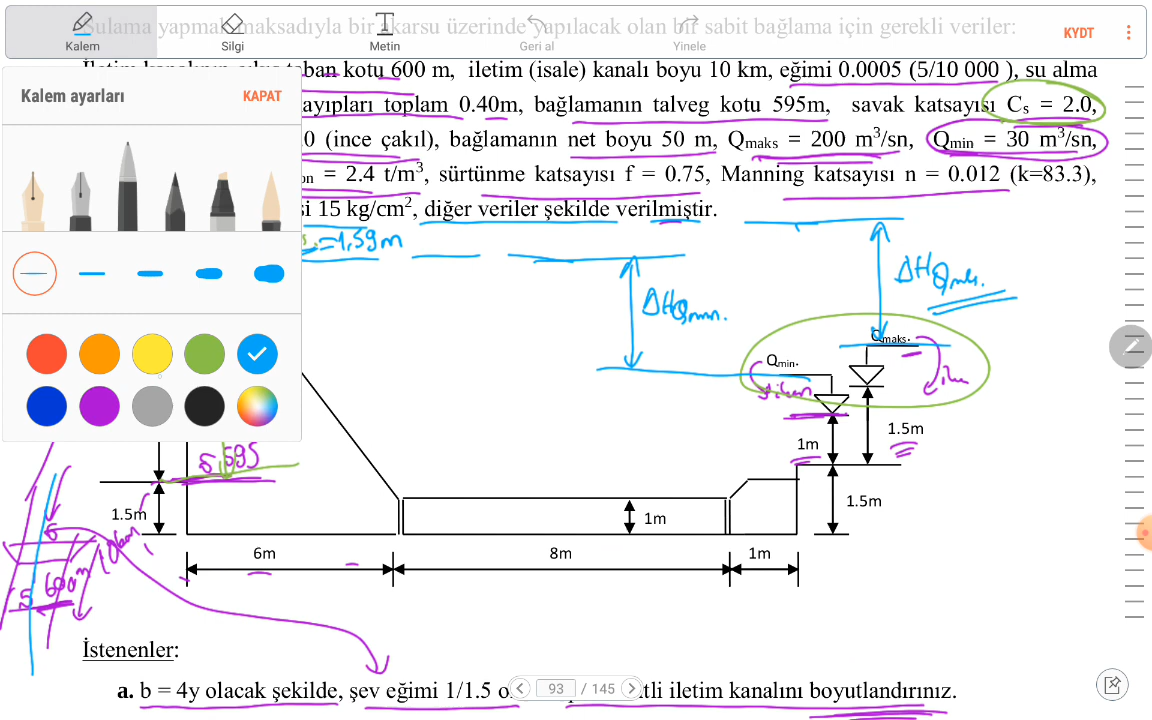 Sulama yapmak maksadıyla bir akarsu üzerinde yapılacak olan bir sabit bağlama için gerekli veriler:
Kalem
Silgi
Metin
Geri al
Yinele
KYDT
İletim kanalının çıkış taban kotu 600 m, iletim (isale) kanalı boyu 10 km, eğimi 0.0005 (5/10 000 ), su alma
Kalem ayarları
KAPAT
ayıpları toplam 0.40m, bağlamanın talveg kotu 595m, savak katsayısı Cs = 2.0,
0 (ince çakıl), bağlamanın net boyu 50 m, Qmaks = 200 m³/sn, Qmin = 30 m³/sn,
= 2.4 t/m³, sürtünme katsayısı f = 0.75, Manning katsayısı n = 0.012 (k=83.3),
si 15 kg/cm², diğer veriler şekilde verilmiştir.
=1,59m
ΔHQmaks.
ΔHQmin.
Qmaks.
Qmin.
1m
1.5m
595
1.5m
1m
1.5m
6m
8m
1m
İstenenler:
a. b = 4y olacak şekilde, şev eğimi 1/1.5 o
tli iletim kanalını boyutlandırınız.
93 / 145